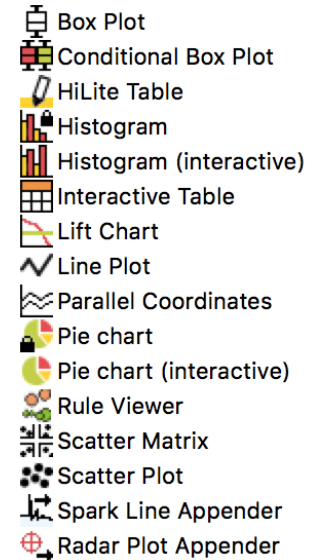 Box Plot
Conditional Box Plot
HiLite Table
Histogram
Histogram (interactive)
Interactive Table
Lift Chart
Line Plot
Parallel Coordinates
Pie chart
Pie chart (interactive)
Rule Viewer
Scatter Matrix
Scatter Plot
Spark Line Appender
Radar Plot Appender